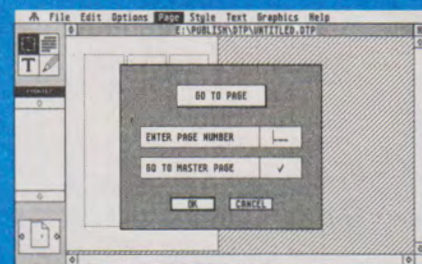 File Edit Options Page Style Text Graphics Help
E:\PUBLISH\DTP\UNTITLED.DTP
T
GO TO PAGE
ENTER PAGE NUMBER
GO TO MASTER PAGE ✓
OK CANCEL